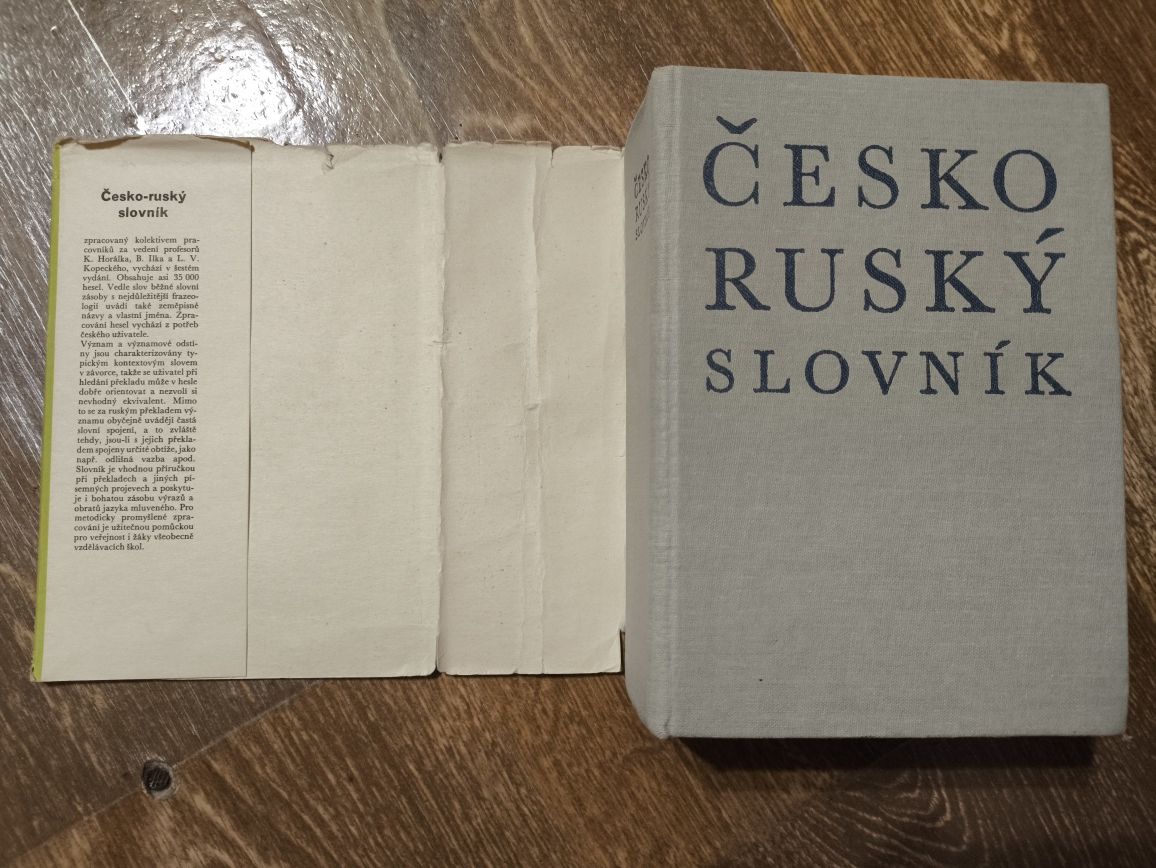 Česko-ruský
slovník
zpracovaný kolektivem pra-
covníků za vedení profesorů
K. Horálka, B. Ilka a L. V.
Kopeckého, vychází v šestém
vydání. Obsahuje asi 35 000
hesel. Vedle slov běžné slovní
zásoby s nejdůležitější frazeo-
logií uvádí také zeměpisné
názvy a vlastní jména. Zpra-
cování hesel vychází z potřeb
českého uživatele.
Význam a významové odstí-
ny jsou charakterizovány ty-
pickým kontextovým slovem
v závorce, takže se uživatel při
hledání překladu může v hesle
dobře orientovat a nezvolí si
nevhodný ekvivalent. Mimo
to se za ruským překladem vý-
znamu obyčejně uvádějí častá
slovní spojení, a to zvláště
tehdy, jsou-li s jejich překla-
dem spojeny určité obtíže, jako
např. odlišná vazba apod.
Slovník je vhodnou příručkou
při překladech a jiných pí-
semných projevech a poskytu-
je i bohatou zásobu výrazů a
obratů jazyka mluveného. Pro
metodicky promyšlené zpra-
cování je užitečnou pomůckou
pro veřejnost i žáky všeobecně
vzdělávacích škol.
ČESKO
RUSKÝ
SLOVNÍK
ČESKO
RUSKÝ
SLOVNÍK